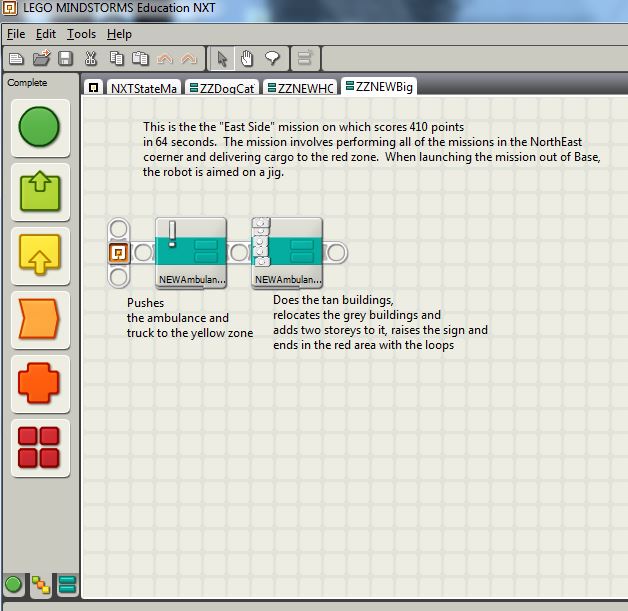 LEGO MINDSTORMS Education NXT
File Edit Tools Help
Complete
NXTStateMa ZZDogCat ZZNEWHC ZZNEWBig
This is the the "East Side" mission on which scores 410 points
in 64 seconds. The mission involves performing all of the missions in the NorthEast
coerner and delivering cargo to the red zone. When launching the mission out of Base,
the robot is aimed on a jig.
NEWAmbulan... NEWAmbulan...
Pushes
the ambulance and
truck to the yellow zone
Does the tan buildings,
relocates the grey buildings and
adds two storeys to it, raises the sign and
ends in the red area with the loops